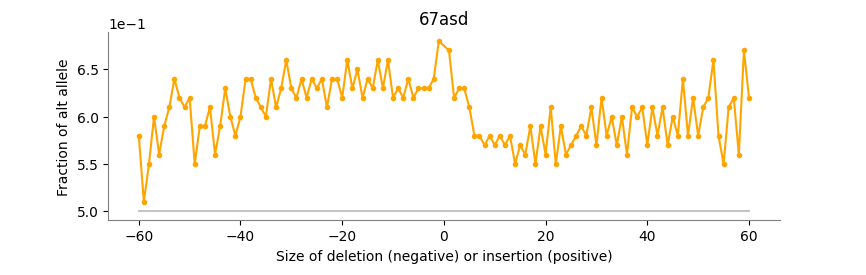 67asd
1e−1
6.5
6.0
5.5
5.0
Fraction of alt allele
−60 −40 −20 0 20 40 60
Size of deletion (negative) or insertion (positive)